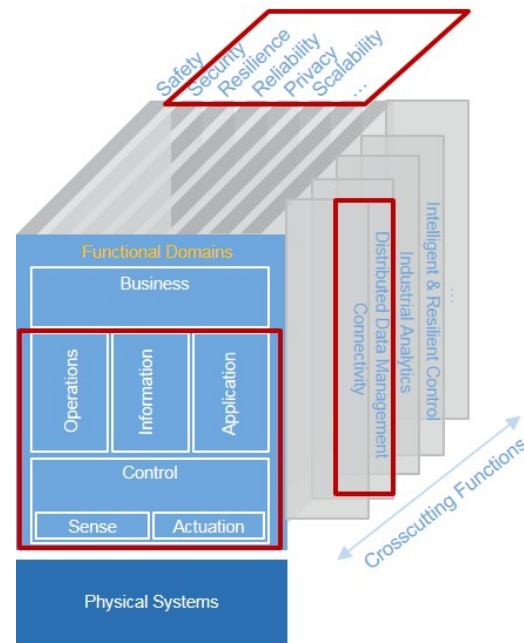 Safety
Security
Resilience
Reliability
Privacy
Scalability
...
Functional Domains
Business
Operations
Information
Application
Control
Sense
Actuation
Physical Systems
Connectivity
Distributed Data Management
Industrial Analytics
Intelligent & Resilient Control
...
Crosscutting Functions